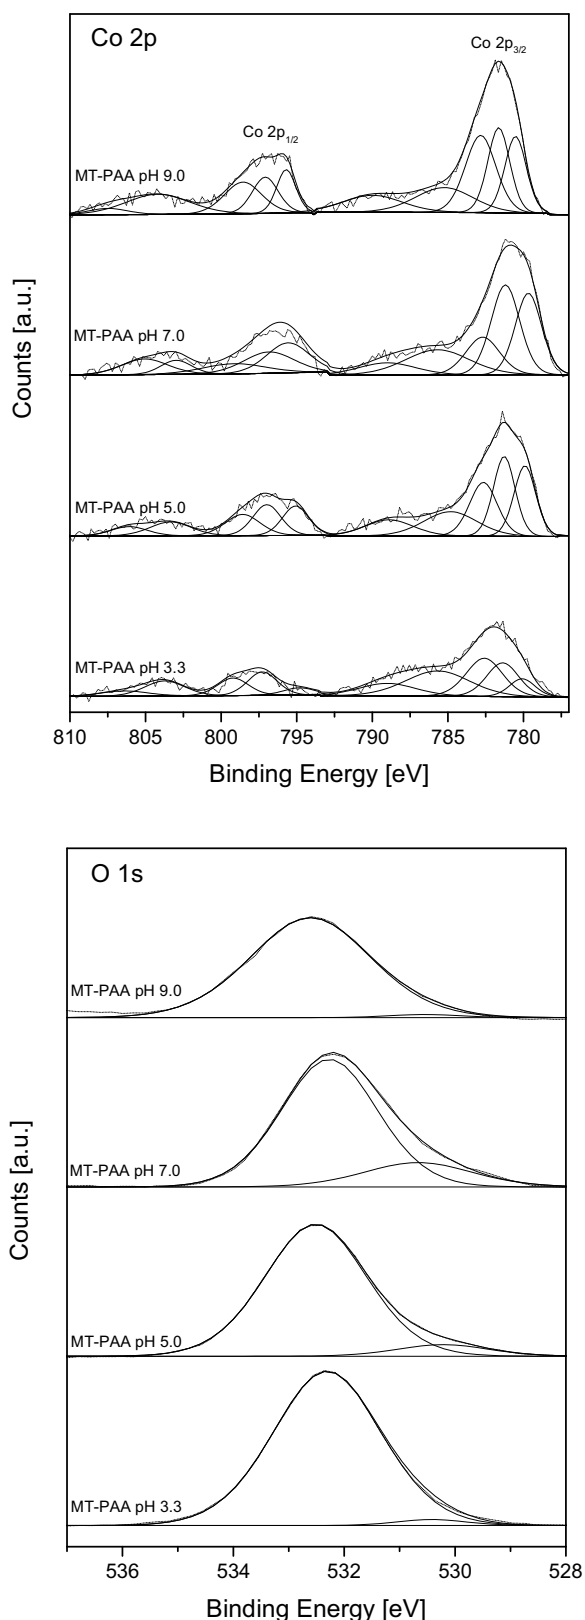 Co 2p
Co 2p3/2
Co 2p1/2
MT-PAA pH 9.0
MT-PAA pH 7.0
MT-PAA pH 5.0
MT-PAA pH 3.3
Counts [a.u.]
810 805 800 795 790 785 780
Binding Energy [eV]
O 1s
MT-PAA pH 9.0
MT-PAA pH 7.0
MT-PAA pH 5.0
MT-PAA pH 3.3
Counts [a.u.]
536 534 532 530 528
Binding Energy [eV]